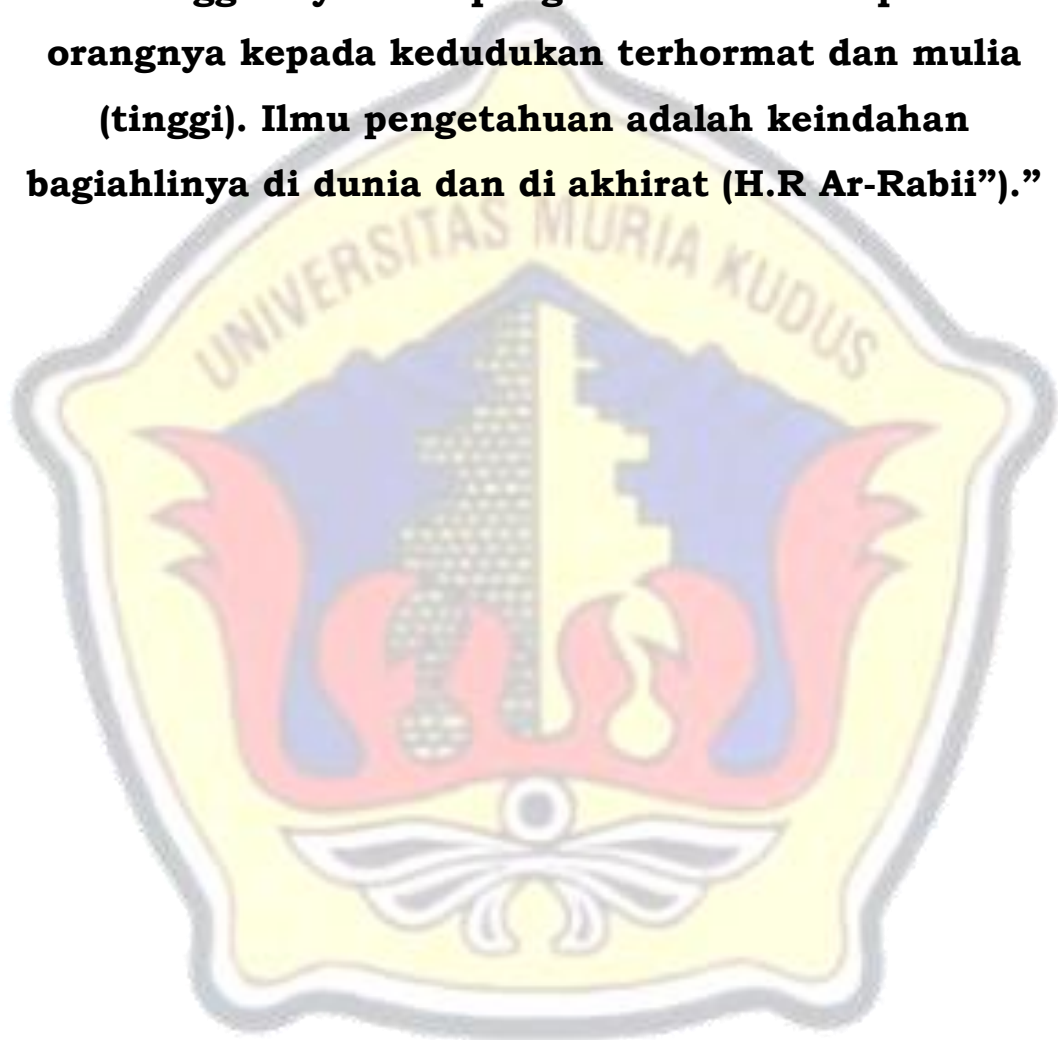 orangnya kepada kedudukan terhormat dan mulia
(tinggi). Ilmu pengetahuan adalah keindahan
bagiahlinya di dunia dan di akhirat (H.R Ar-Rabii”).”
UNIVERSITAS MURIA KUDUS